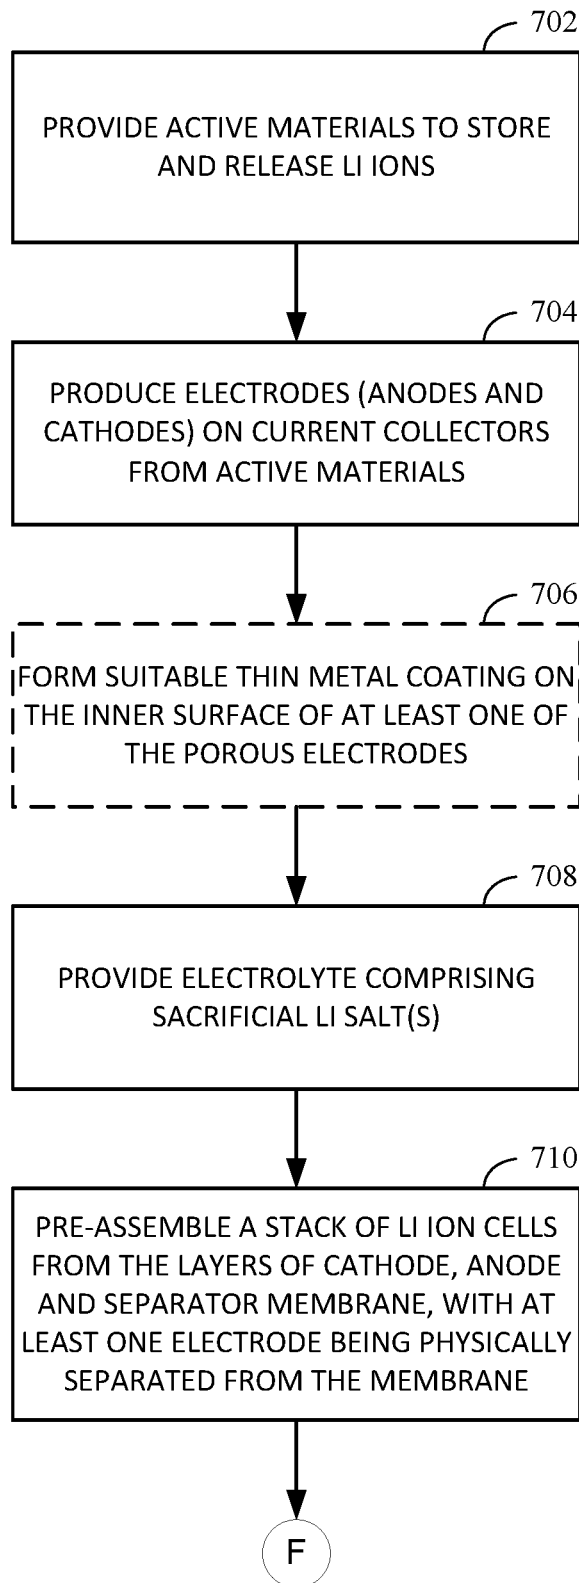 702
PROVIDE ACTIVE MATERIALS TO STORE
AND RELEASE LI IONS
704
PRODUCE ELECTRODES (ANODES AND
CATHODES) ON CURRENT COLLECTORS
FROM ACTIVE MATERIALS
706
FORM SUITABLE THIN METAL COATING ON
THE INNER SURFACE OF AT LEAST ONE OF
THE POROUS ELECTRODES
708
PROVIDE ELECTROLYTE COMPRISING
SACRIFICIAL LI SALT(S)
710
PRE-ASSEMBLE A STACK OF LI ION CELLS
FROM THE LAYERS OF CATHODE, ANODE
AND SEPARATOR MEMBRANE, WITH AT
LEAST ONE ELECTRODE BEING PHYSICALLY
SEPARATED FROM THE MEMBRANE
F